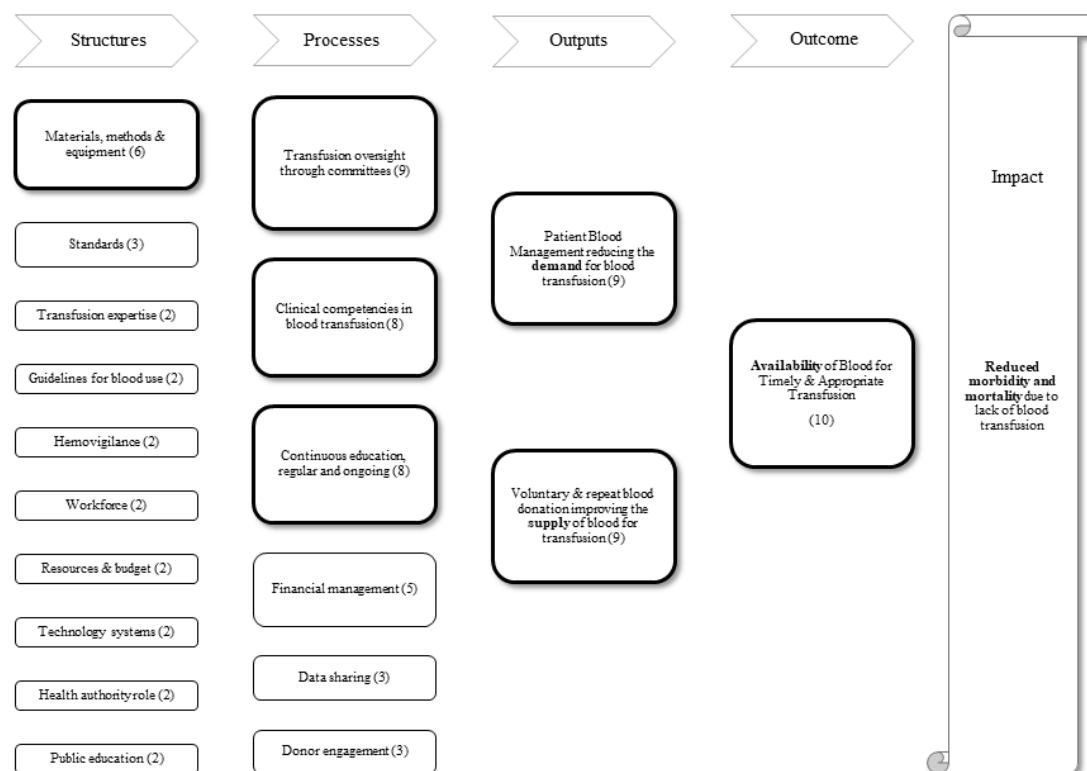 Structures
Processes
Outputs
Outcome
Impact
Materials, methods &
equipment (6)
Standards (3)
Transfusion expertise (2)
Guidelines for blood use (2)
Hemovigilance (2)
Workforce (2)
Resources & budget (2)
Technology systems (2)
Health authority role (2)
Public education (2)
Transfusion oversight
through committees (9)
Clinical competencies in
blood transfusion (8)
Continuous education,
regular and ongoing (8)
Financial management (5)
Data sharing (3)
Donor engagement (3)
Patient Blood
Management reducing the
demand for blood
transfusion (9)
Voluntary & repeat blood
donation improving the
supply of blood for
transfusion (9)
Availability of Blood for
Timely & Appropriate
Transfusion
(10)
Reduced
morbidity and
mortality due to
lack of blood
transfusion